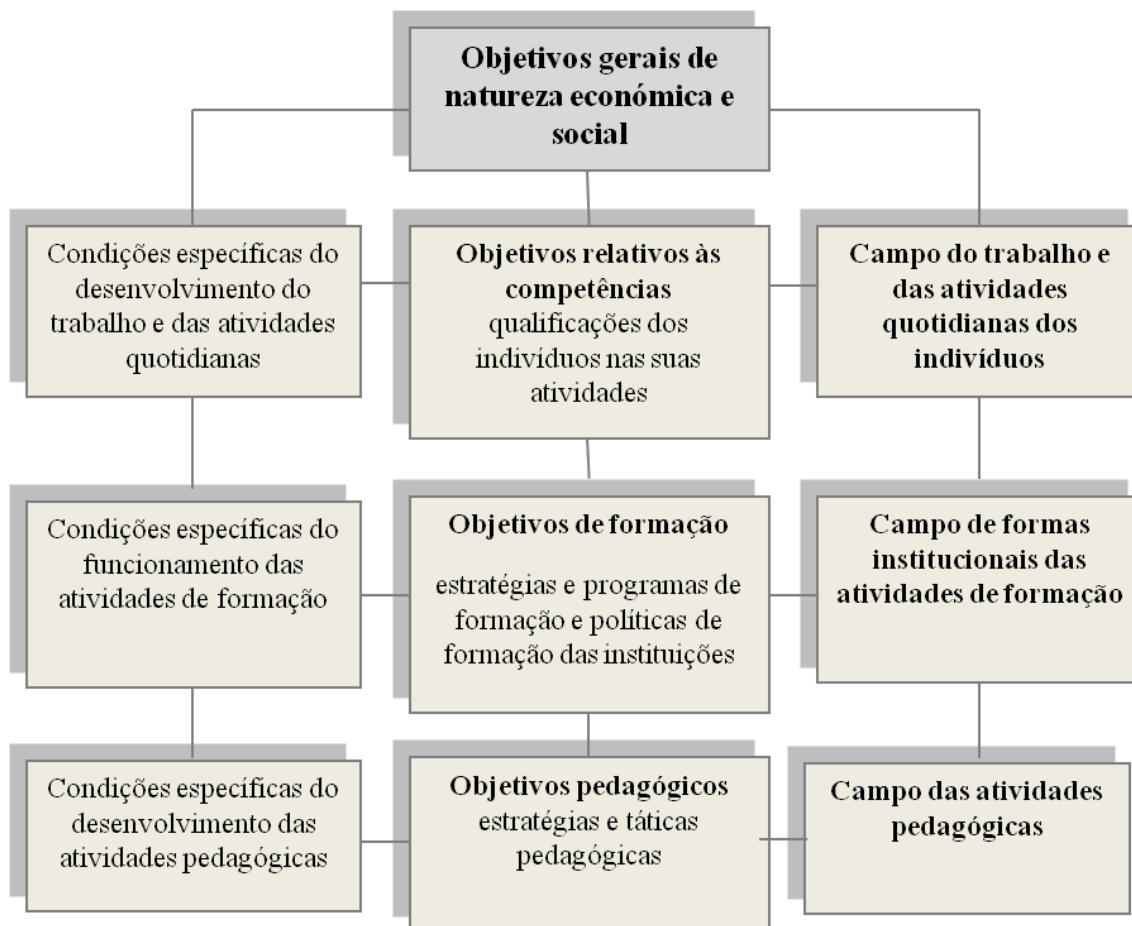 Objetivos gerais de
natureza económica e
social
Condições específicas do
desenvolvimento do
trabalho e das atividades
quotidianas
Objetivos relativos às
competências
qualificações dos
indivíduos nas suas
atividades
Campo do trabalho e
das atividades
quotidianas dos
indivíduos
Condições específicas do
funcionamento das
atividades de formação
Objetivos de formação
estratégias e programas de
formação e políticas de
formação das instituições
Campo de formas
institucionais das
atividades de formação
Condições específicas do
desenvolvimento das
atividades pedagógicas
Objetivos pedagógicos
estratégias e táticas
pedagógicas
Campo das atividades
pedagógicas